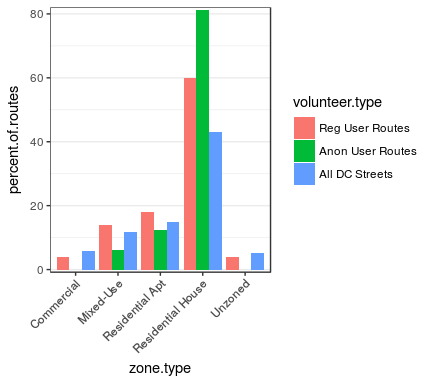 percent.of.routes
80
60
40
20
0
Commercial
Mixed-Use
Residential Apt
Residential House
Unzoned
zone.type
volunteer.type
Reg User Routes
Anon User Routes
All DC Streets